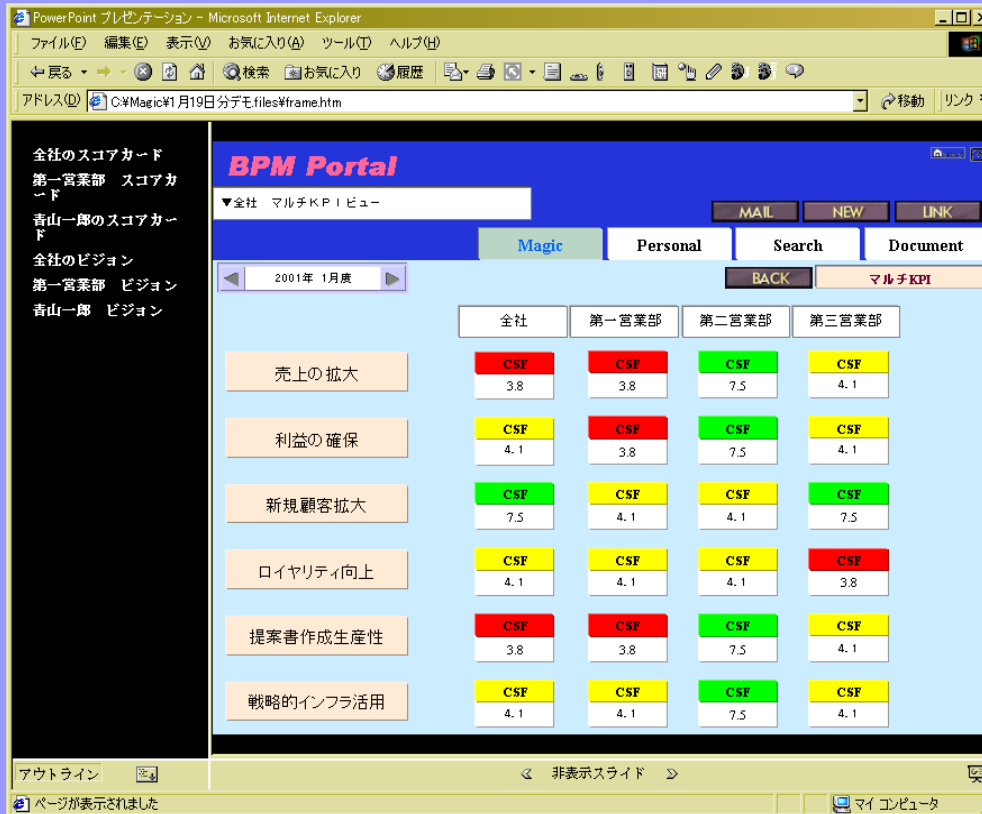 PowerPoint プレゼンテーション - Microsoft Internet Explorer
ファイル(F) 編集(E) 表示(V) お気に入り(A) ツール(T) ヘルプ(H)
戻る 検索 お気に入り 履歴
アドレス(D) C:¥Magic¥1月19日分デモ.files¥frame.htm 移動 リンク
全社のスコアカード
第一営業部 スコアカ
ード
青山一郎のスコアカー
ド
全社のビジョン
第一営業部 ビジョン
青山一郎 ビジョン
BPM Portal
▼全社 マルチKPIビュー
MAIL NEW LINK
Magic Personal Search Document
2001年 1月度 BACK マルチKPI
全社 第一営業部 第二営業部 第三営業部
売上の拡大
CSF CSF CSF CSF
3.8 3.8 7.5 4.1
利益の確保
CSF CSF CSF CSF
4.1 3.8 7.5 4.1
新規顧客拡大
CSF CSF CSF CSF
7.5 4.1 4.1 7.5
ロイヤリティ向上
CSF CSF CSF CSF
4.1 4.1 4.1 3.8
提案書作成生産性
CSF CSF CSF CSF
3.8 3.8 7.5 4.1
戦略的インフラ活用
CSF CSF CSF CSF
4.1 4.1 7.5 4.1
アウトライン 非表示スライド
ページが表示されました マイ コンピュータ